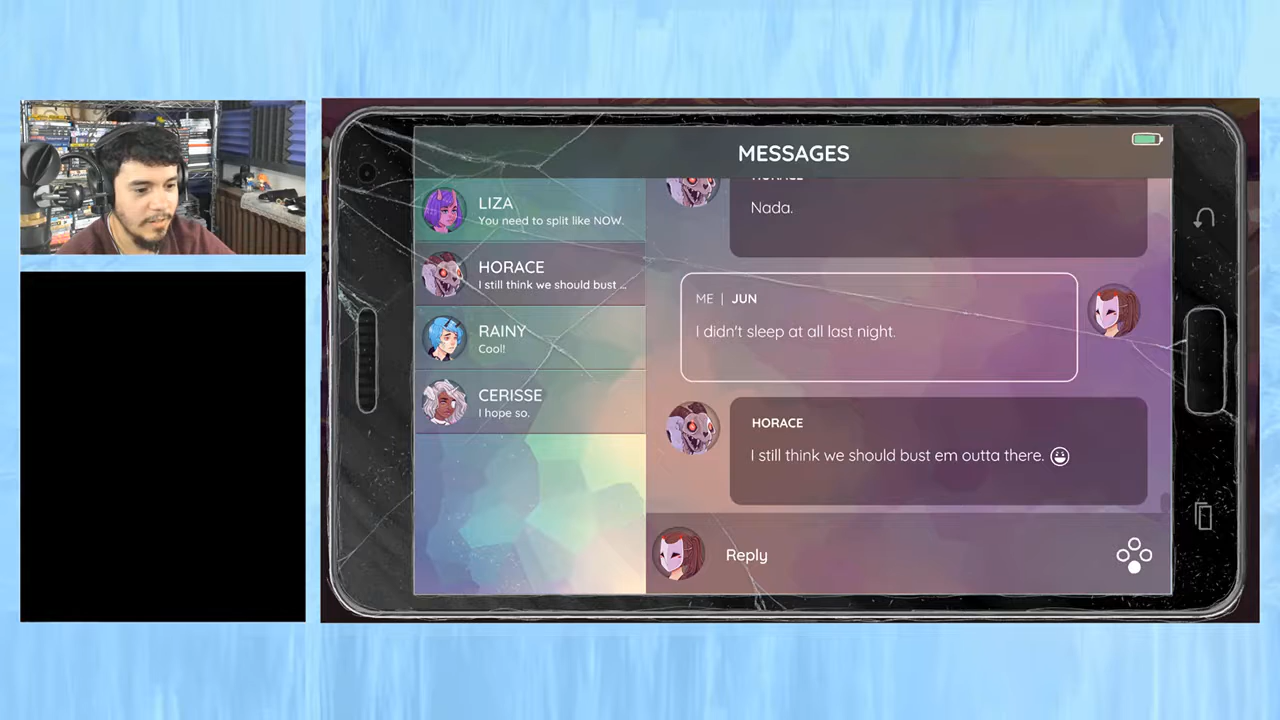 MESSAGES
LIZA
You need to split like NOW.
HORACE
I still think we should bust ...
RAINY
Cool!
CERISSE
I hope so.
HORACE
Nada.
ME | JUN
I didn't sleep at all last night.
HORACE
I still think we should bust em outta there. 😀
Reply